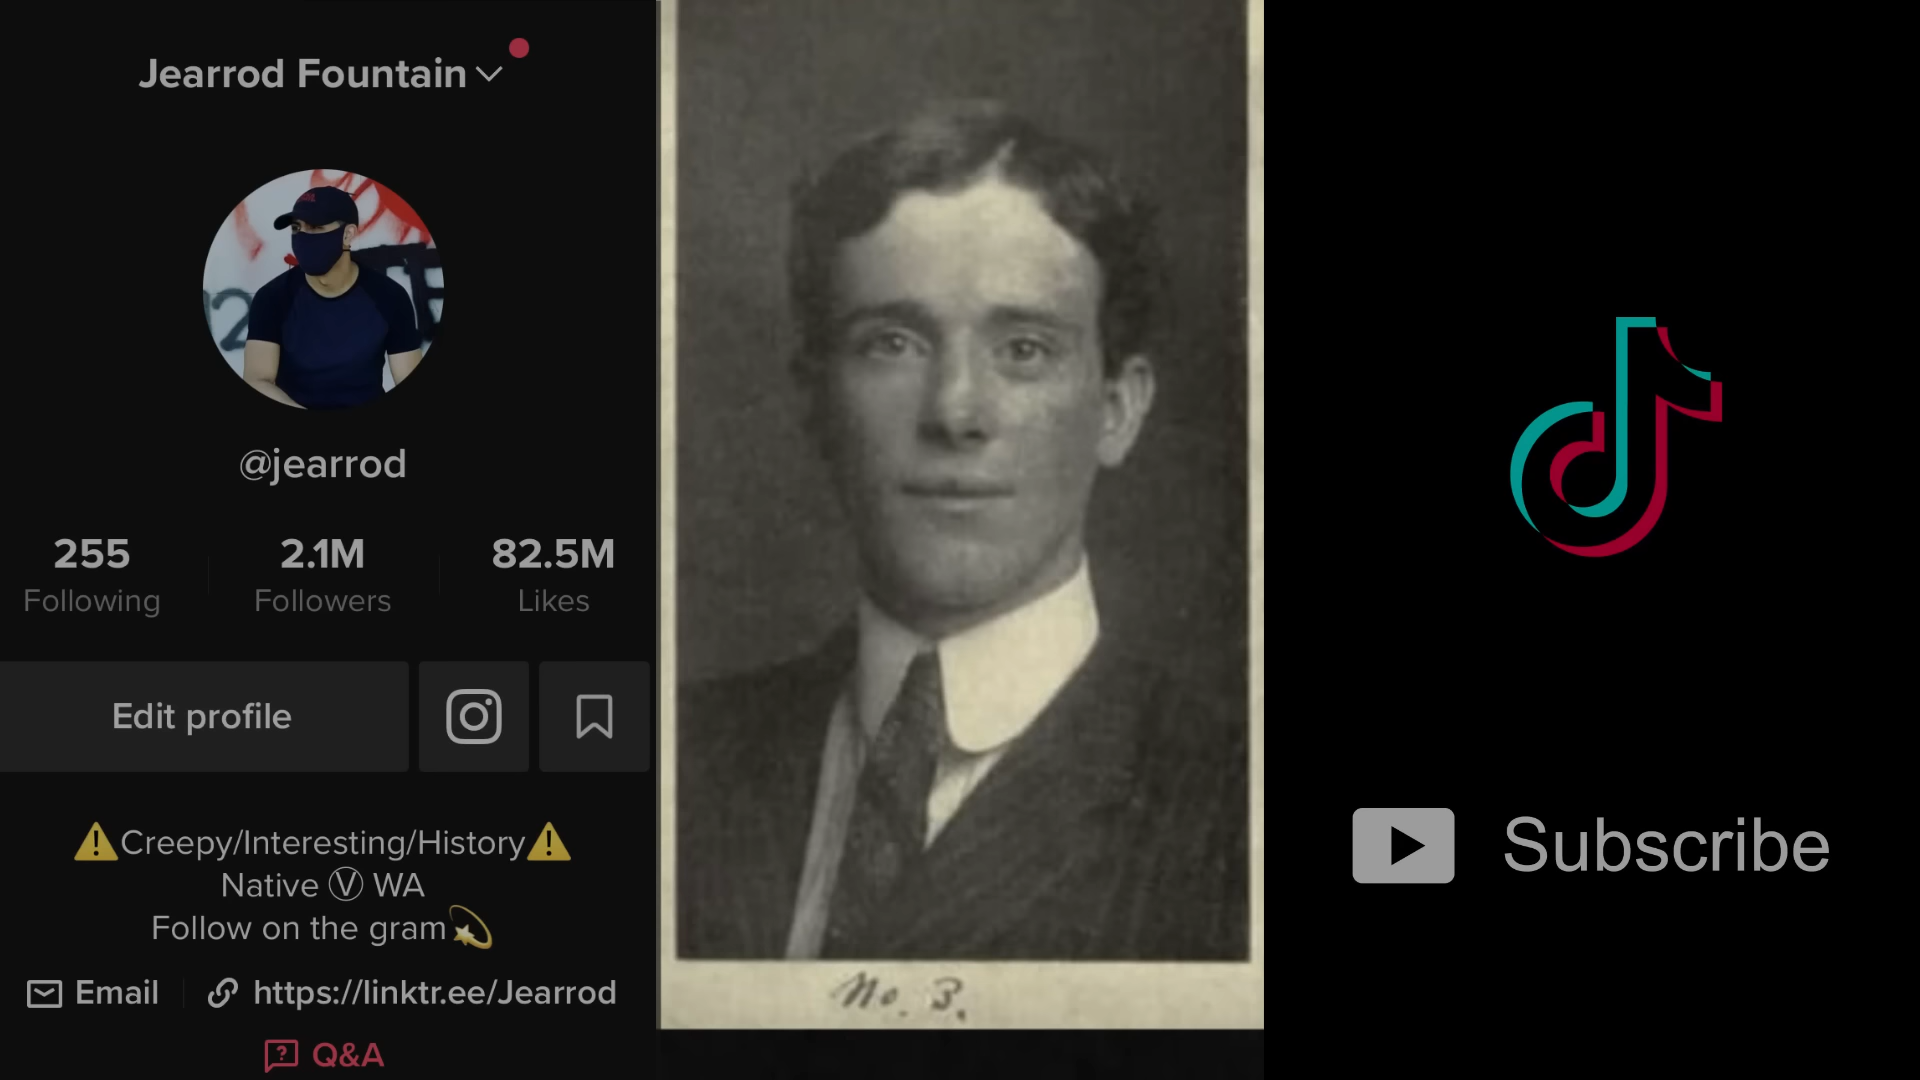 Jearrod Fountain
@jearrod
255 2.1M 82.5M
Following Followers Likes
Edit profile
⚠️Creepy/Interesting/History⚠️
Native Ⓥ WA
Follow on the gram💫
Email https://linktr.ee/Jearrod
Q&A
No. 3.
Subscribe